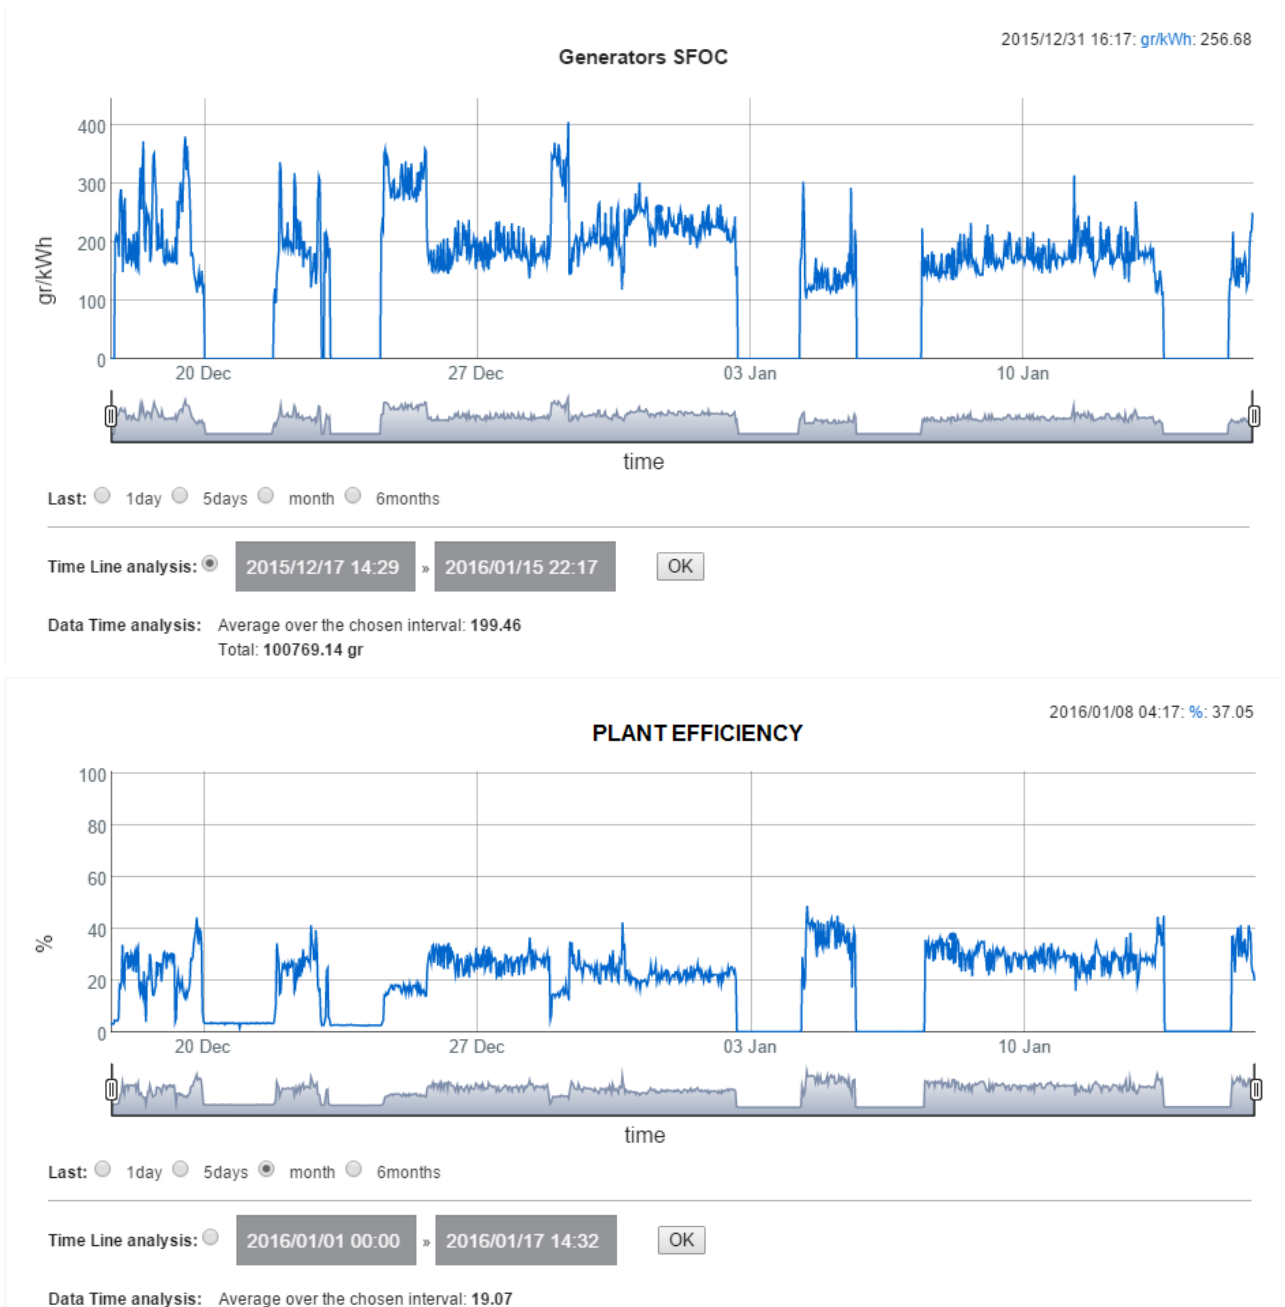 2015/12/31 16:17: gr/kWh: 256.68
Generators SFOC
400
300
200
100
0
gr/kWh
20 Dec 27 Dec 03 Jan 10 Jan
time
Last: 1day 5days month 6months
Time Line analysis: 2015/12/17 14:29 » 2016/01/15 22:17 OK
Data Time analysis: Average over the chosen interval: 199.46
Total: 100769.14 gr
2016/01/08 04:17: %: 37.05
PLANT EFFICIENCY
100
80
60
40
20
0
%
20 Dec 27 Dec 03 Jan 10 Jan
time
Last: 1day 5days month 6months
Time Line analysis: 2016/01/01 00:00 » 2016/01/17 14:32 OK
Data Time analysis: Average over the chosen interval: 19.07